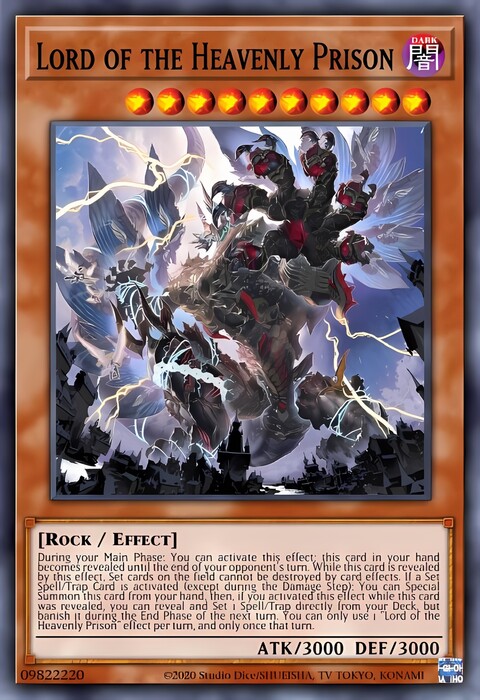 LORD OF THE HEAVENLY PRISON
DARK
闇
[ROCK / EFFECT]
During your Main Phase: You can activate this effect; this card in your hand
becomes revealed until the end of your opponent's turn. While this card is revealed
by this effect, Set cards on the field cannot be destroyed by card effects. If a Set
Spell/Trap Card is activated (except during the Damage Step): You can Special
Summon this card from your hand, then, if you activated this effect while this card
was revealed, you can reveal and Set 1 Spell/Trap directly from your Deck, but
banish it during the End Phase of the next turn. You can only use 1 "Lord of the
Heavenly Prison" effect per turn, and only once that turn.
ATK/3000 DEF/3000
09822220
©2020 Studio Dice/SHUEISHA, TV TOKYO, KONAMI